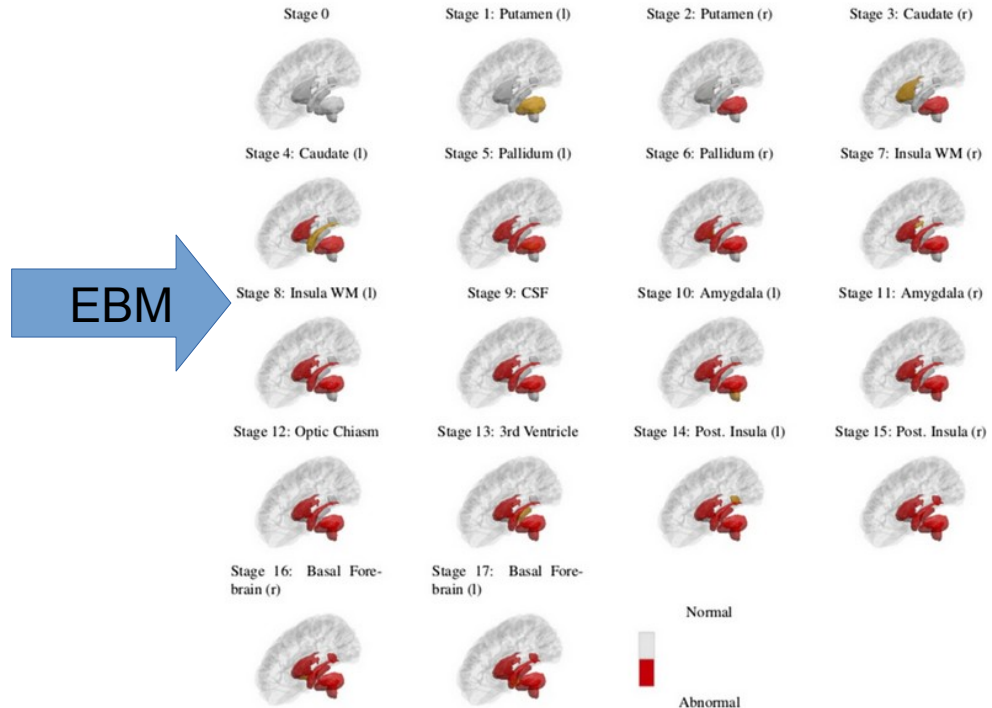 Stage 0
Stage 1: Putamen (l)
Stage 2: Putamen (r)
Stage 3: Caudate (r)
Stage 4: Caudate (l)
Stage 5: Pallidum (l)
Stage 6: Pallidum (r)
Stage 7: Insula WM (r)
EBM
Stage 8: Insula WM (l)
Stage 9: CSF
Stage 10: Amygdala (l)
Stage 11: Amygdala (r)
Stage 12: Optic Chiasm
Stage 13: 3rd Ventricle
Stage 14: Post. Insula (l)
Stage 15: Post. Insula (r)
Stage 16: Basal Fore-
brain (r)
Stage 17: Basal Fore-
brain (l)
Normal
Abnormal